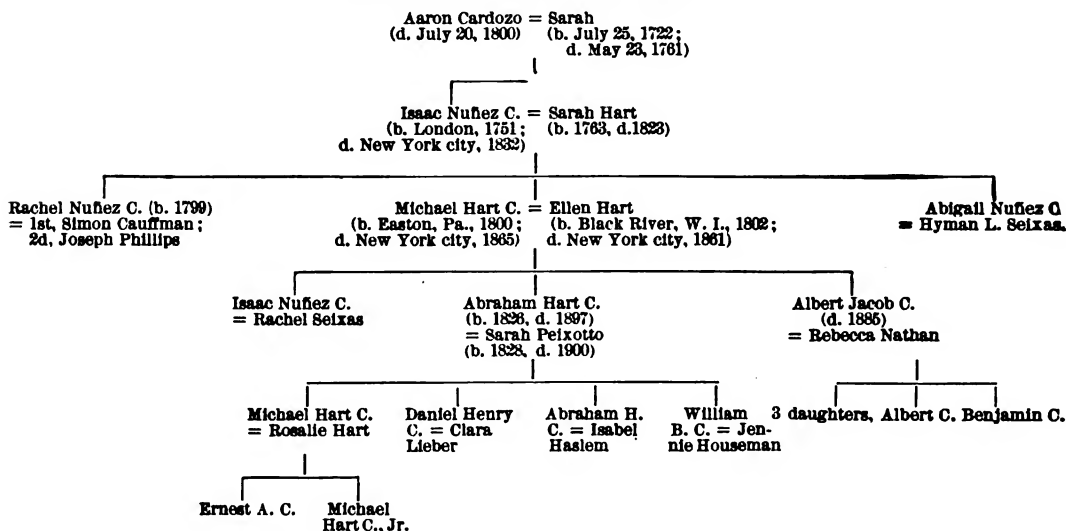 Aaron Cardozo = Sarah
(d. July 20, 1800) (b. July 25, 1722;
d. May 23, 1761)
Isaac Nuñez C. = Sarah Hart
(b. London, 1751; (b. 1763, d.1823)
d. New York city, 1832)
Rachel Nuñez C. (b. 1799)
= 1st, Simon Cauffman;
2d, Joseph Phillips
Michael Hart C. = Ellen Hart
(b. Easton, Pa., 1800; (b. Black River, W. I., 1802;
d. New York city, 1865) d. New York city, 1861)
Abigail Nuñez C
= Hyman L. Seixas.
Isaac Nuñez C.
= Rachel Seixas
Abraham Hart C.
(b. 1826, d. 1897)
= Sarah Peixotto
(b. 1828, d. 1900)
Albert Jacob C.
(d. 1885)
= Rebecca Nathan
Michael Hart C.
= Rosalie Hart
Daniel Henry
C. = Clara
Lieber
Abraham H.
C. = Isabel
Haslem
William
B. C. = Jen-
nie Houseman
3 daughters, Albert C. Benjamin C.
Ernest A. C.
Michael
Hart C., Jr.